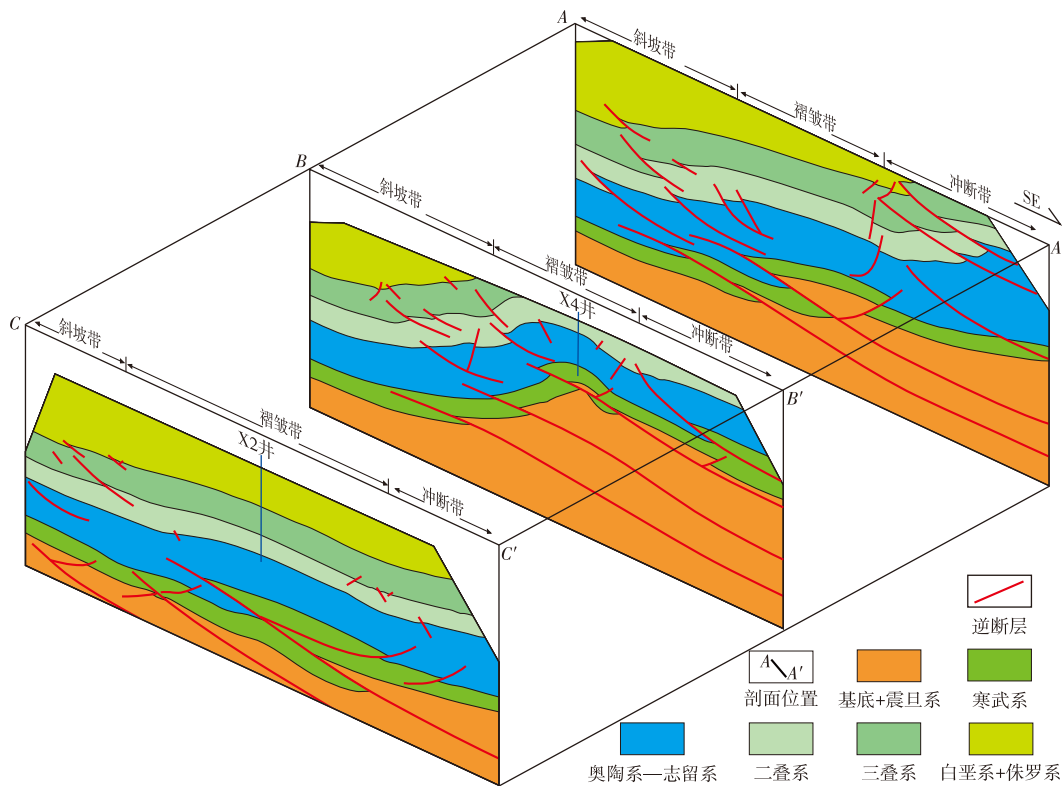 A
斜坡带
褶皱带
冲断带
SE
A
B
斜坡带
褶皱带
X4井
冲断带
B′
C
斜坡带
褶皱带
X2井
冲断带
C′
逆断层
A A′
剖面位置
基底+震旦系
寒武系
奥陶系—志留系
二叠系
三叠系
白垩系+侏罗系